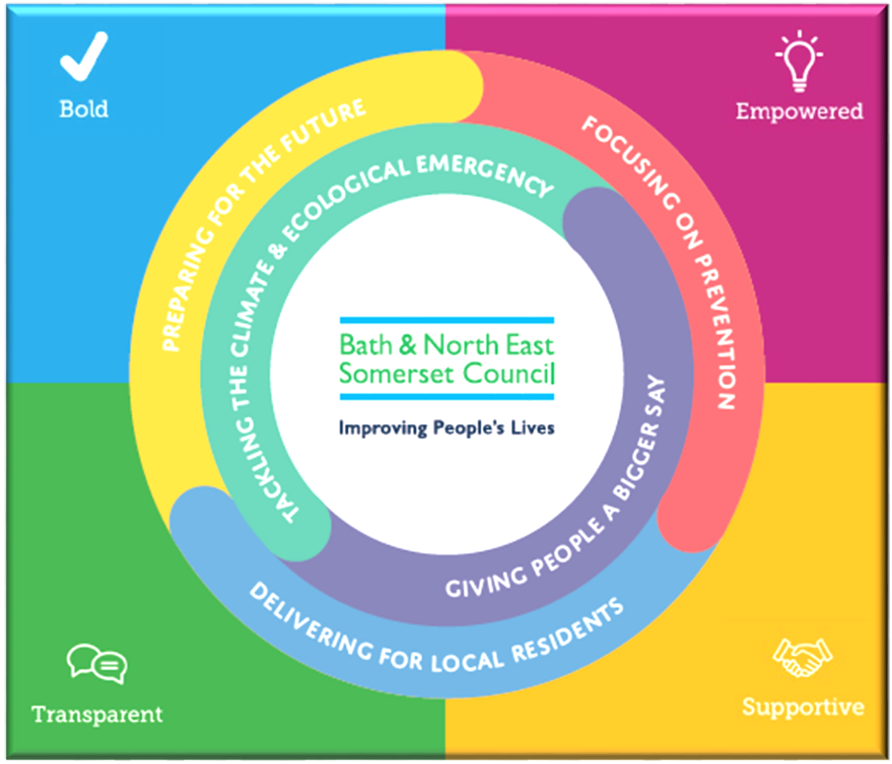 Bold
Empowered
PREPARING FOR THE FUTURE
FOCUSING ON PREVENTION
TACKLING THE CLIMATE & ECOLOGICAL EMERGENCY
Bath & North East
Somerset Council
Improving People's Lives
GIVING PEOPLE A BIGGER SAY
DELIVERING FOR LOCAL RESIDENTS
Transparent
Supportive